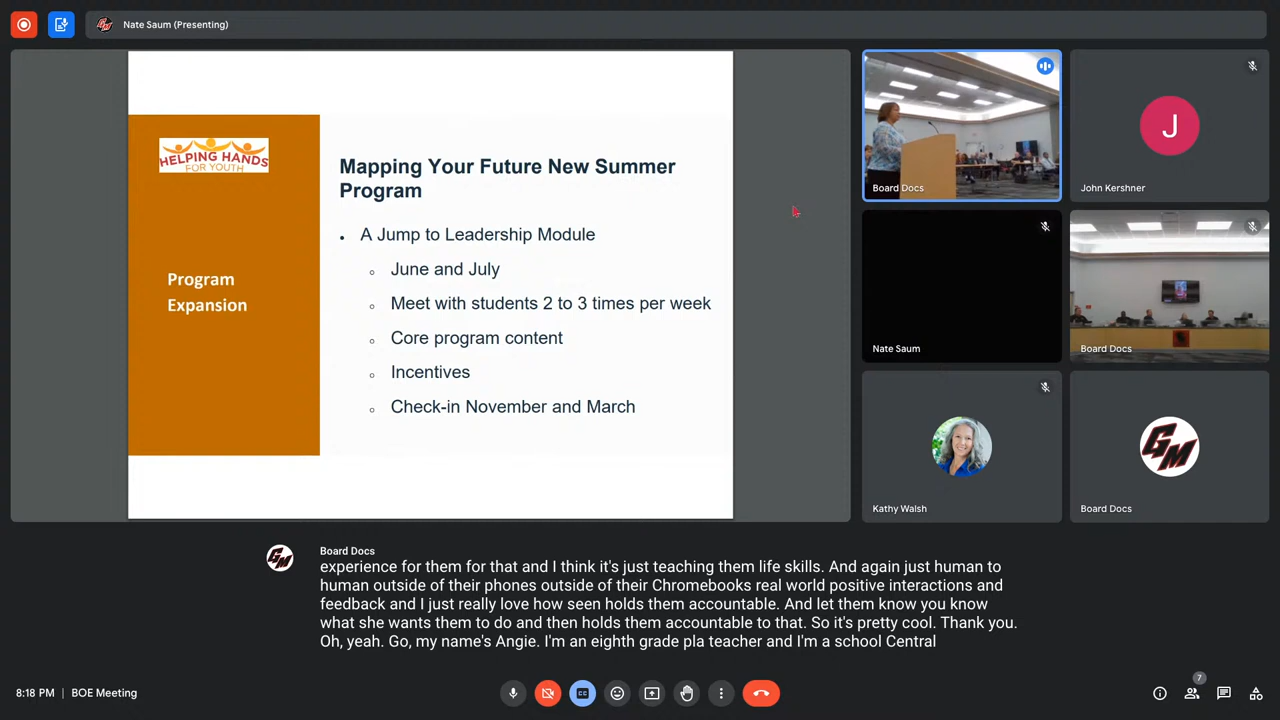 Nate Saum (Presenting)
HELPING HANDS
FOR YOUTH
Program
Expansion
Mapping Your Future New Summer
Program
• A Jump to Leadership Module
○ June and July
○ Meet with students 2 to 3 times per week
○ Core program content
○ Incentives
○ Check-in November and March
Board Docs
J
John Kershner
Nate Saum
Board Docs
Kathy Walsh
GM
Board Docs
GM
Board Docs
experience for them for that and I think it's just teaching them life skills. And again just human to
human outside of their phones outside of their Chromebooks real world positive interactions and
feedback and I just really love how seen holds them accountable. And let them know you know
what she wants them to do and then holds them accountable to that. So it's pretty cool. Thank you.
Oh, yeah. Go, my name's Angie. I'm an eighth grade pla teacher and I'm a school Central
8:18 PM | BOE Meeting
CC
7